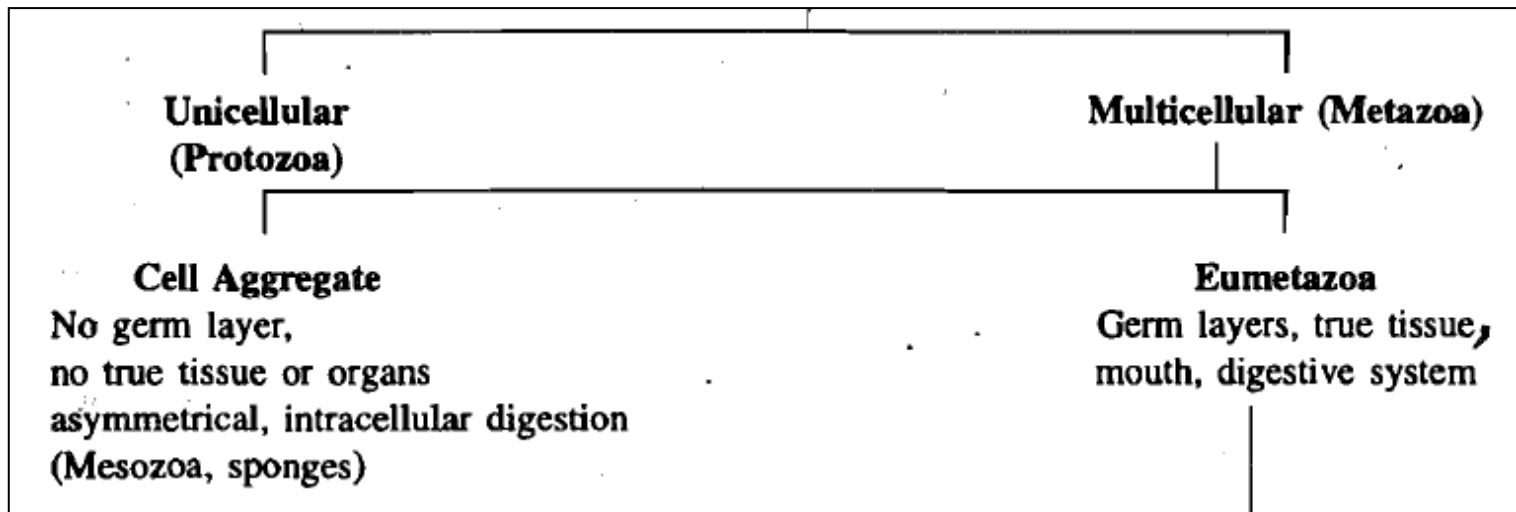 Unicellular
(Protozoa)
Multicellular (Metazoa)
Cell Aggregate
No germ layer,
no true tissue or organs
asymmetrical, intracellular digestion
(Mesozoa, sponges)
Eumetazoa
Germ layers, true tissue,
mouth, digestive system